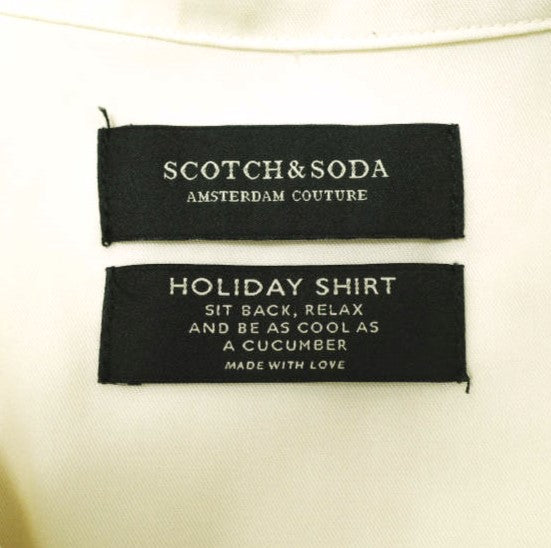 SCOTCH & SODA
AMSTERDAM COUTURE
HOLIDAY SHIRT
SIT BACK, RELAX
AND BE AS COOL AS
A CUCUMBER
MADE WITH LOVE